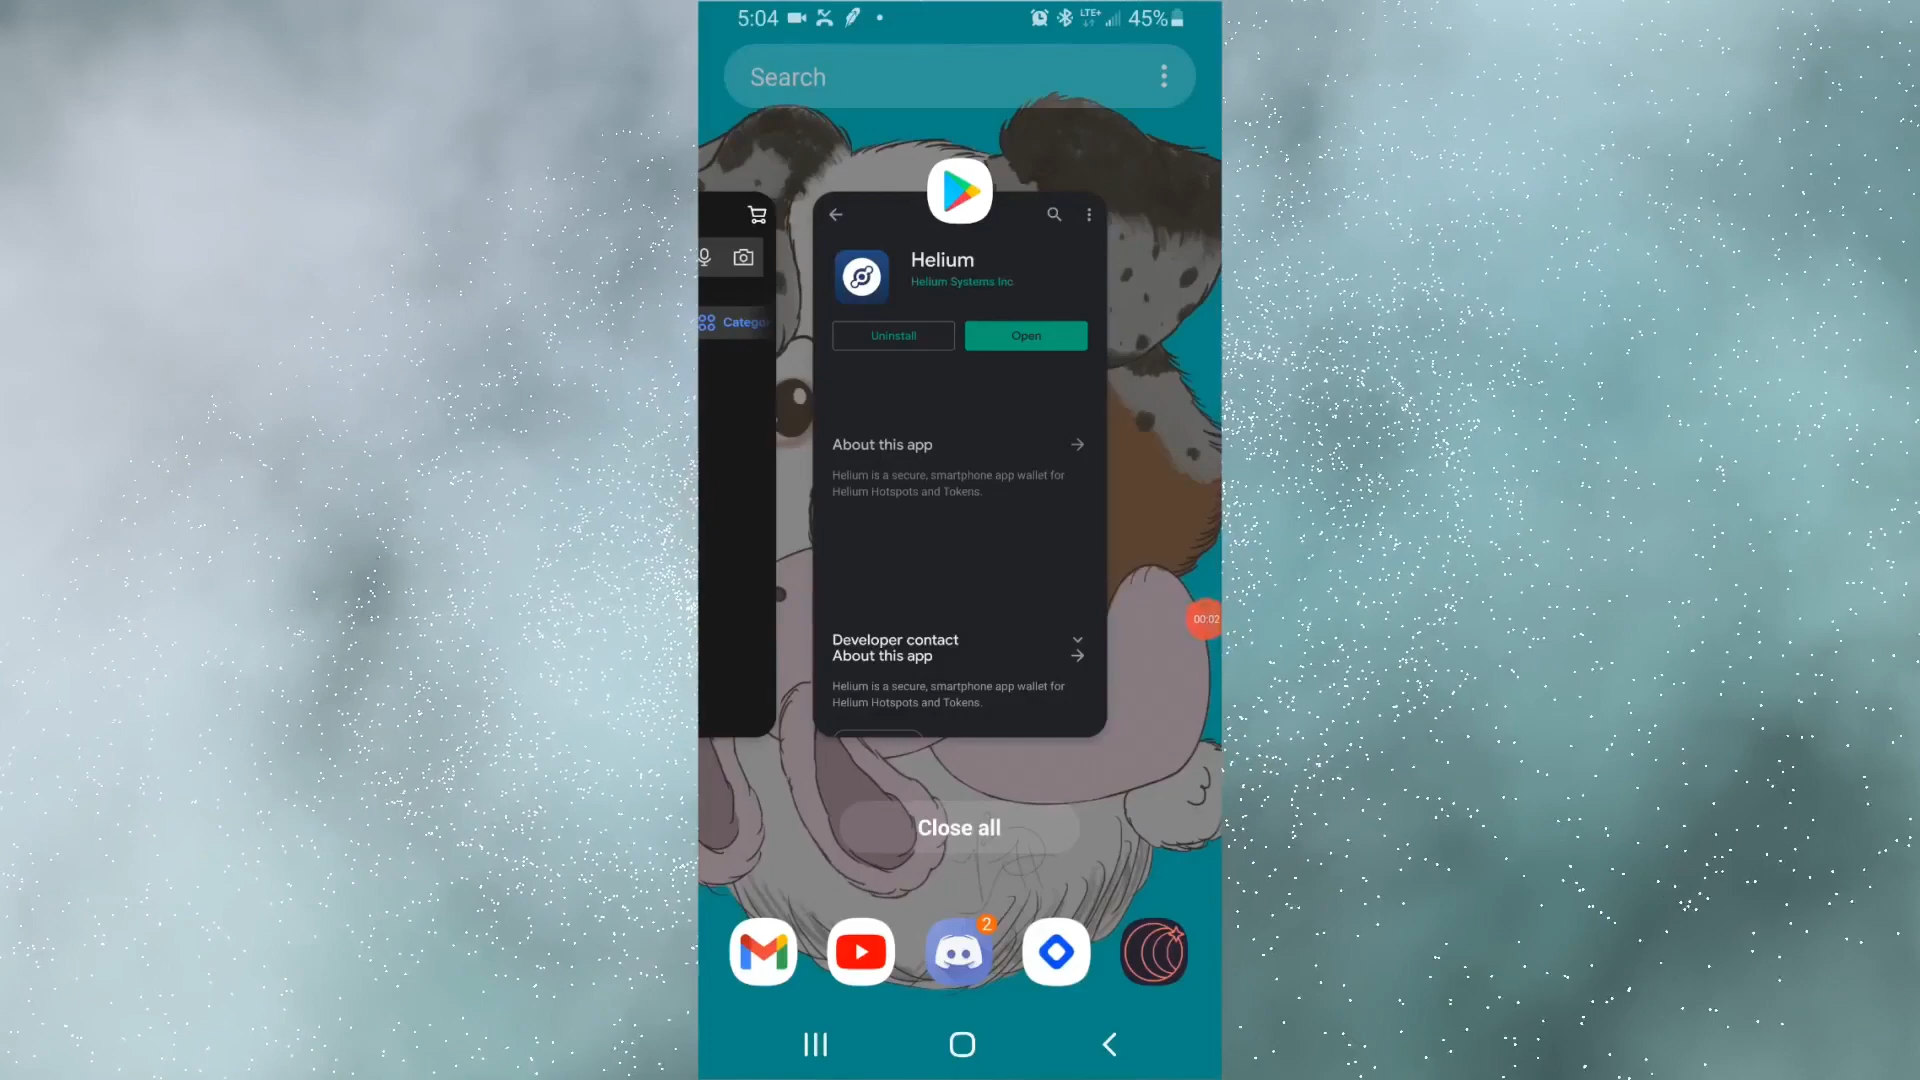 5:04
LTE+
45%
Search
Helium
Helium Systems Inc.
Uninstall
Open
Catego
About this app
Helium is a secure, smartphone app wallet for
Helium Hotspots and Tokens.
00:02
Developer contact
About this app
Helium is a secure, smartphone app wallet for
Helium Hotspots and Tokens.
Close all
2